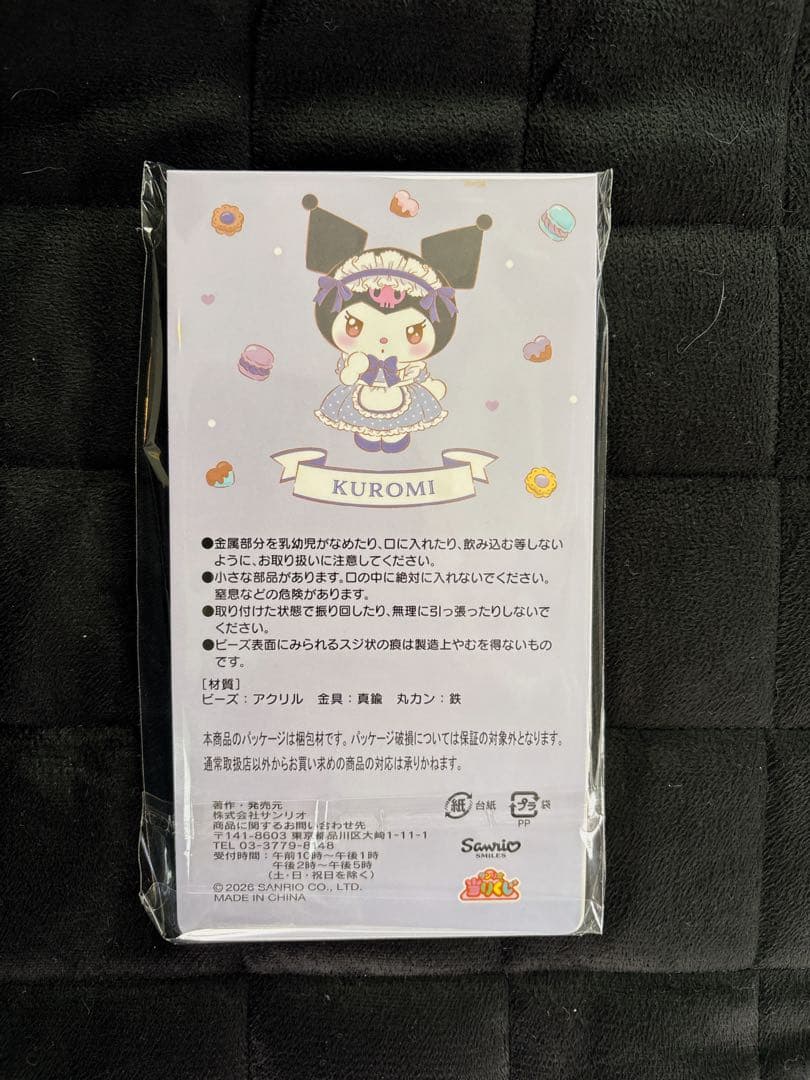 KUROMI
●金属部分を乳幼児がなめたり、口に入れたり、飲み込む等しない
ように、お取り扱いに注意してください。
●小さな部品があります。口の中に絶対に入れないでください。
窒息などの危険があります。
●取り付けた状態で振り回したり、無理に引っ張ったりしないで
ください。
●ビーズ表面にみられるスジ状の痕は製造上やむを得ないもの
です。
[材質]
ビーズ：アクリル 金具：真鍮 丸カン：鉄
本商品のパッケージは梱包材です。パッケージ破損については保証の対象外となります。
通常取扱店以外からお買い求めの商品の対応は承りかねます。
著作・発売元
株式会社サンリオ
商品に関するお問い合わせ先
〒141-8603 東京都品川区大崎1-11-1
TEL 03-3779-8148
受付時間：午前10時〜午後1時
午後2時〜午後5時
（土・日・祝日を除く）
© 2026 SANRIO CO., LTD.
MADE IN CHINA
紙 台紙 プラ 袋
PP
Sanrio
SMILES
当りくじ